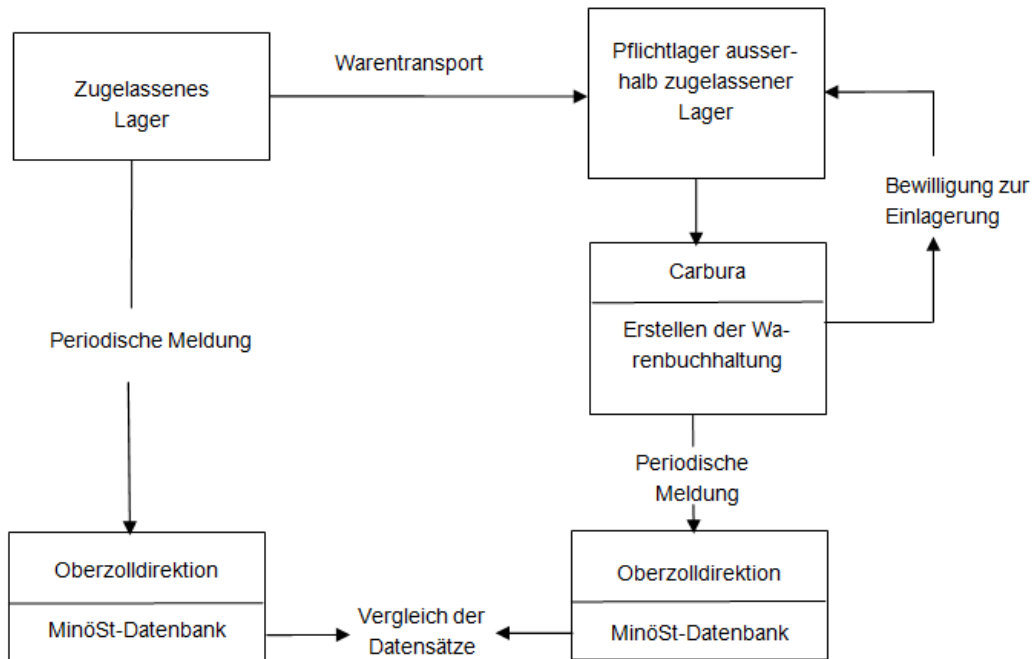 Zugelassenes
Lager
Warentransport
Pflichtlager ausser-
halb zugelassener
Lager
Bewilligung zur
Einlagerung
Carbura
Erstellen der Wa-
renbuchhaltung
Periodische Meldung
Periodische
Meldung
Oberzolldirektion
MinöSt-Datenbank
Vergleich der
Datensätze
Oberzolldirektion
MinöSt-Datenbank